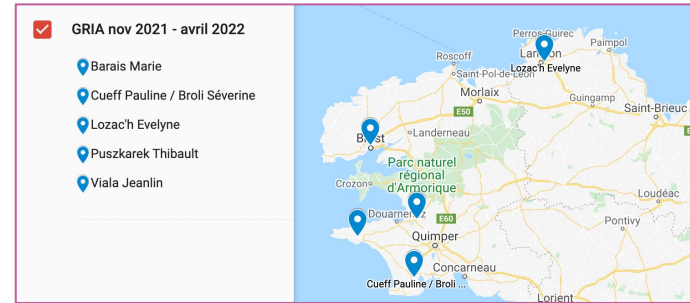 GRIA nov 2021 - avril 2022
Barais Marie
Cueff Pauline / Broli Séverine
Lozac'h Evelyne
Puszkarek Thibault
Viala Jeanlin
Perros-Guirec
Paimpol
Roscoff
Lannion
Lozac'h Evelyne
Saint-Pol-de-Léon
Morlaix
Guingamp
Saint-Brieuc
E50
Landerneau
Brest
Parc naturel
régional
d'Armorique
Crozon
Loudéac
Douarnenez
E60
Pontivy
Quimper
Concarneau
Cueff Pauline / Broli ...
Lorient